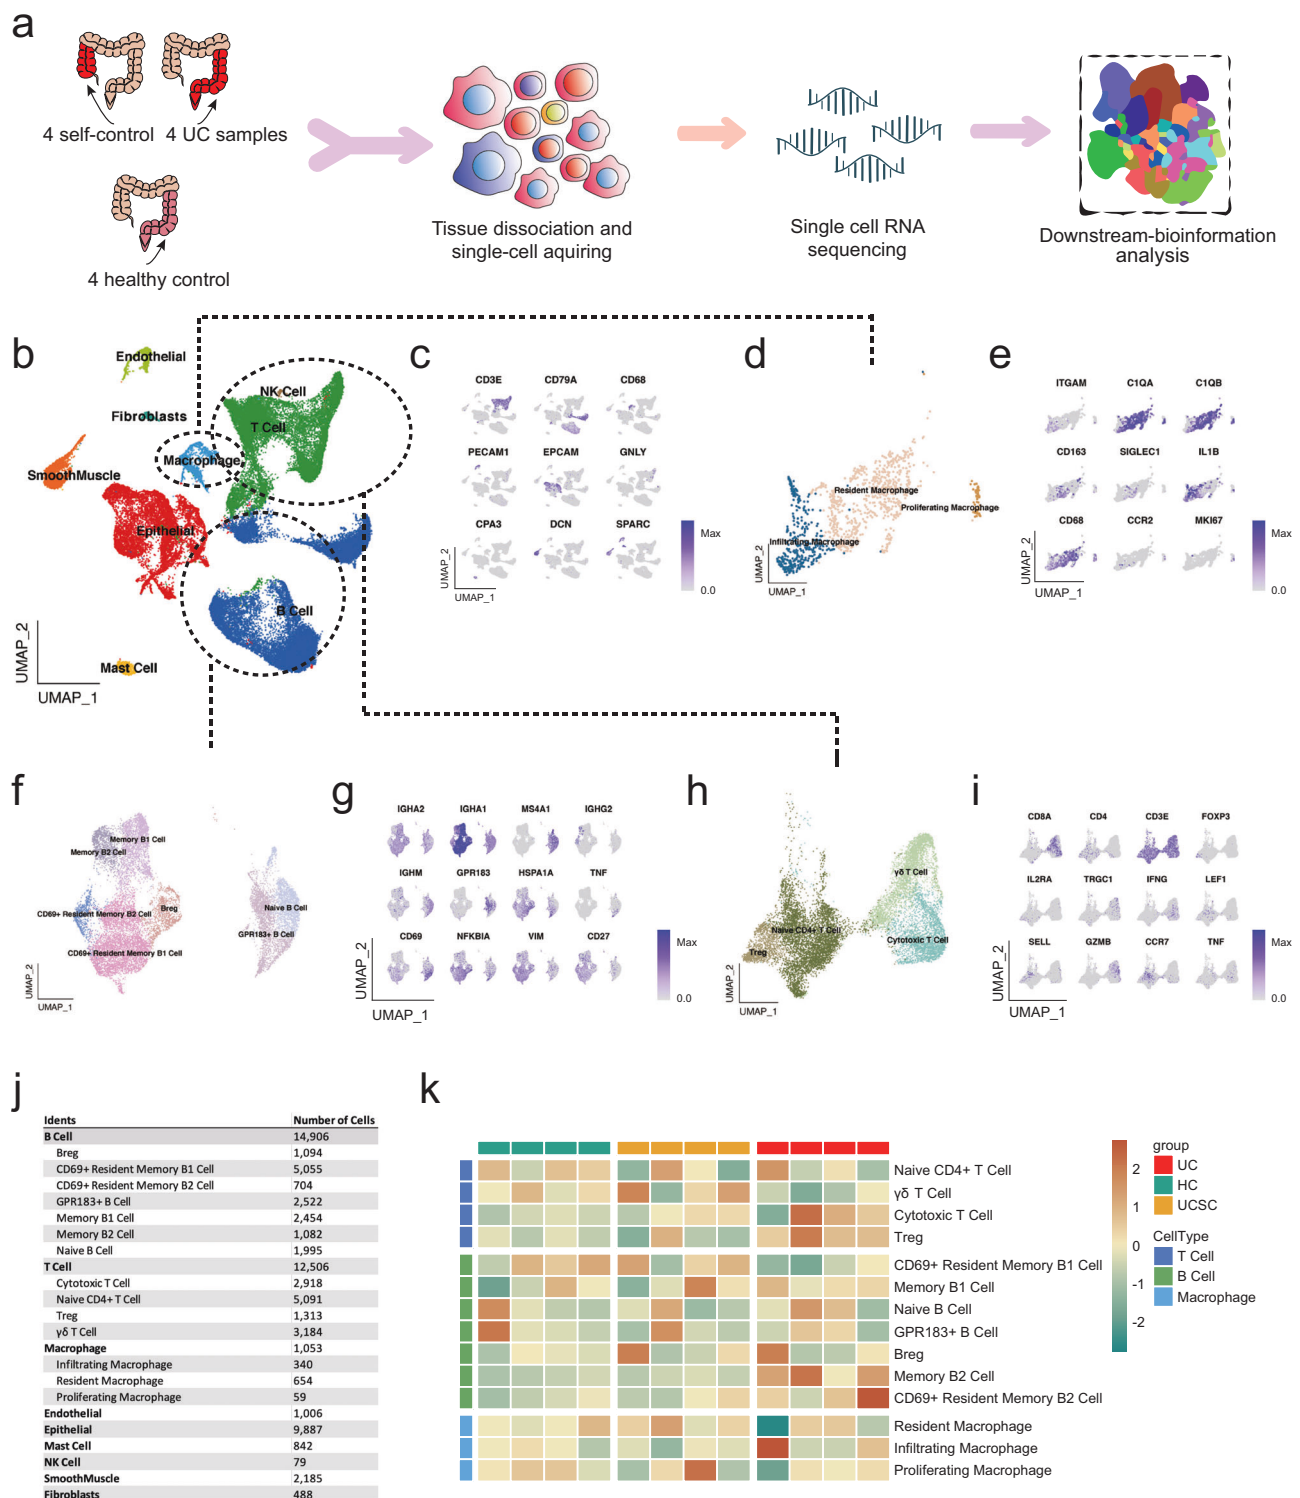 a
4 self-control 4 UC samples
4 healthy control
Tissue dissociation and
single-cell aquiring
Single cell RNA
sequencing
Downstream-bioinformation
analysis
b
Endothelial
NK Cell
Fibroblasts
T Cell
Macrophage
SmoothMuscle
Epithelial
B Cell
Mast Cell
UMAP_2
UMAP_1
c
CD3E CD79A CD68
PECAM1 EPCAM GNLY
CPA3 DCN SPARC
UMAP_2
UMAP_1
Max
0.0
d
Resident Macrophage
Proliferating Macrophage
Infiltrating Macrophage
UMAP_2
UMAP_1
e
ITGAM C1QA C1QB
CD163 SIGLEC1 IL1B
CD68 CCR2 MKI67
UMAP_2
UMAP_1
Max
0.0
f
Memory B1 Cell
Memory B2 Cell
CD69+ Resident Memory B2 Cell
Breg
Naive B Cell
GPR183+ B Cell
CD69+ Resident Memory B1 Cell
UMAP_2
UMAP_1
g
IGHA2 IGHA1 MS4A1 IGHG2
IGHM GPR183 HSPA1A TNF
CD69 NFKBIA VIM CD27
UMAP_2
UMAP_1
Max
0.0
h
γδ T Cell
Naive CD4+ T Cell
Cytotoxic T Cell
Treg
UMAP_2
UMAP_1
i
CD8A CD4 CD3E FOXP3
IL2RA TRGC1 IFNG LEF1
SELL GZMB CCR7 TNF
UMAP_2
UMAP_1
Max
0.0
j
Idents Number of Cells
B Cell 14,906
Breg 1,094
CD69+ Resident Memory B1 Cell 5,055
CD69+ Resident Memory B2 Cell 704
GPR183+ B Cell 2,522
Memory B1 Cell 2,454
Memory B2 Cell 1,082
Naive B Cell 1,995
T Cell 12,506
Cytotoxic T Cell 2,918
Naive CD4+ T Cell 5,091
Treg 1,313
γδ T Cell 3,184
Macrophage 1,053
Infiltrating Macrophage 340
Resident Macrophage 654
Proliferating Macrophage 59
Endothelial 1,006
Epithelial 9,887
Mast Cell 842
NK Cell 79
SmoothMuscle 2,185
Fibroblasts 488
k
Naive CD4+ T Cell
γδ T Cell
Cytotoxic T Cell
Treg
CD69+ Resident Memory B1 Cell
Memory B1 Cell
Naive B Cell
GPR183+ B Cell
Breg
Memory B2 Cell
CD69+ Resident Memory B2 Cell
Resident Macrophage
Infiltrating Macrophage
Proliferating Macrophage
2
1
0
-1
-2
group
UC
HC
UCSC
CellType
T Cell
B Cell
Macrophage